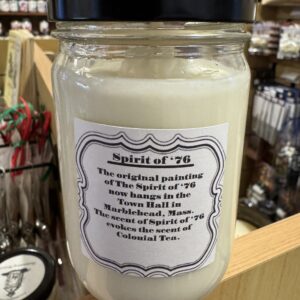 Spirit of ‘76
The original painting
of The Spirit of ‘76
now hangs in the
Town Hall in
Marblehead, Mass.
The scent of Spirit of ‘76
evokes the scent of
Colonial Tea.